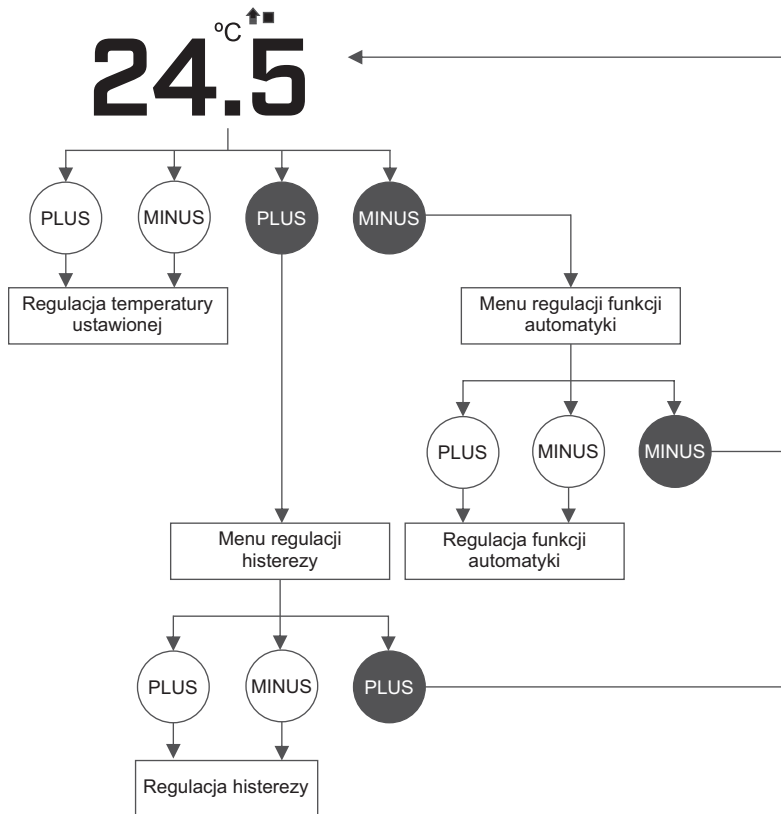 °C
24.5
PLUS
MINUS
PLUS
MINUS
Regulacja temperatury
ustawionej
Menu regulacji funkcji
automatyki
PLUS
MINUS
MINUS
Menu regulacji
histerezy
Regulacja funkcji
automatyki
PLUS
MINUS
PLUS
Regulacja histerezy